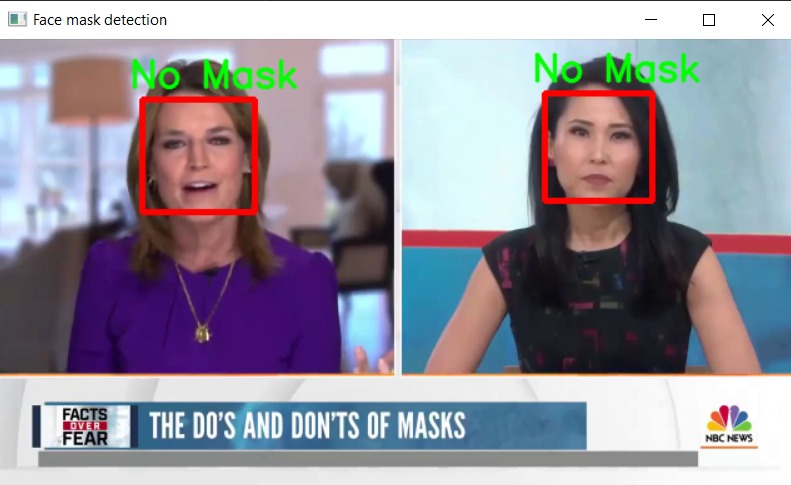 Face mask detection
No Mask
No Mask
FACTS
OVER
FEAR
THE DO'S AND DON'TS OF MASKS
NBC NEWS